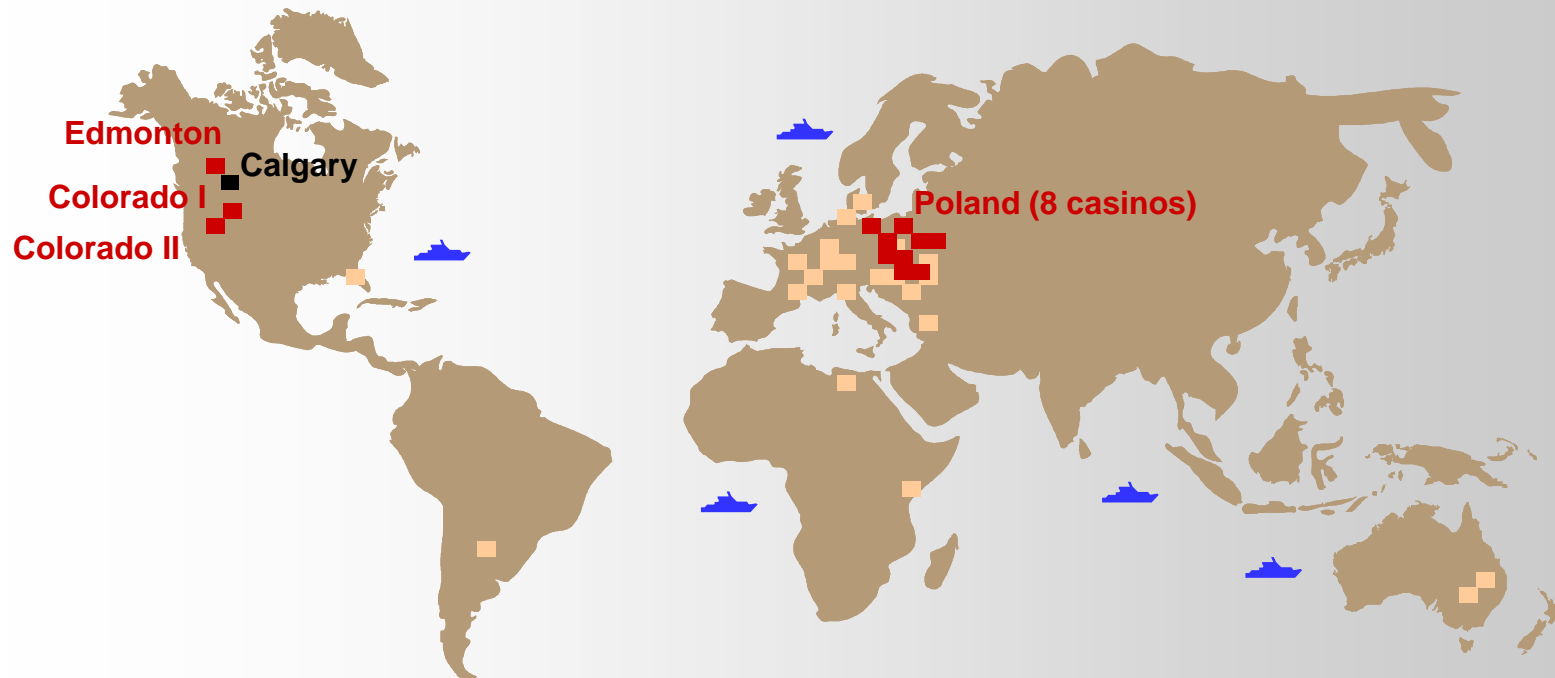 Edmonton
Calgary
Colorado I
Colorado II
Poland (8 casinos)